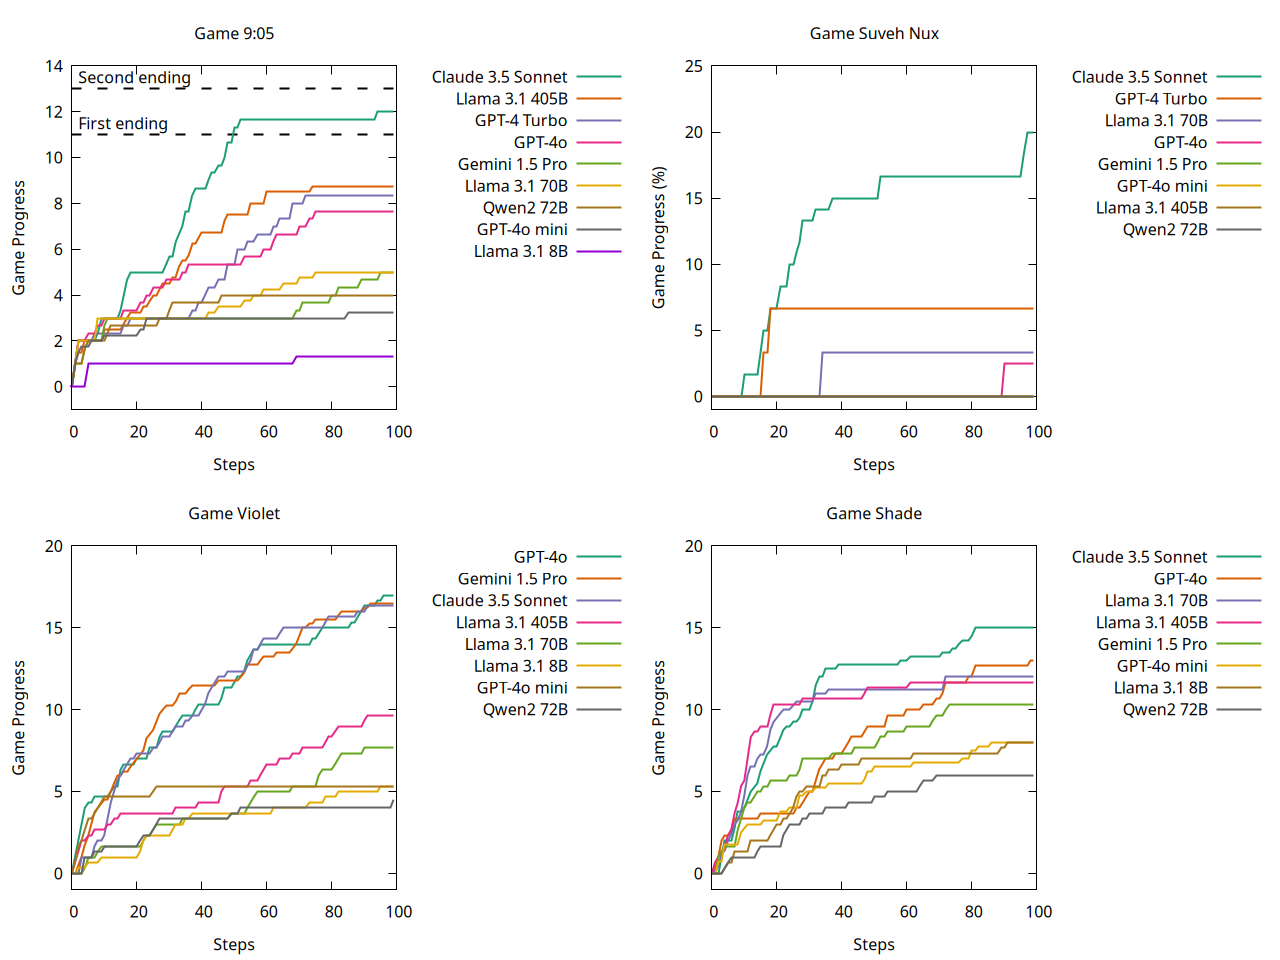 Game 9:05
14
12
10
8
6
4
2
0
Second ending
First ending
Game Progress
0 20 40 60 80 100
Steps
Claude 3.5 Sonnet
Llama 3.1 405B
GPT-4 Turbo
GPT-4o
Gemini 1.5 Pro
Llama 3.1 70B
Qwen2 72B
GPT-4o mini
Llama 3.1 8B
Game Suveh Nux
25
20
15
10
5
0
Game Progress (%)
0 20 40 60 80 100
Steps
Claude 3.5 Sonnet
GPT-4 Turbo
Llama 3.1 70B
GPT-4o
Gemini 1.5 Pro
GPT-4o mini
Llama 3.1 405B
Qwen2 72B
Game Violet
20
15
10
5
0
Game Progress
0 20 40 60 80 100
Steps
GPT-4o
Gemini 1.5 Pro
Claude 3.5 Sonnet
Llama 3.1 405B
Llama 3.1 70B
Llama 3.1 8B
GPT-4o mini
Qwen2 72B
Game Shade
20
15
10
5
0
Game Progress
0 20 40 60 80 100
Steps
Claude 3.5 Sonnet
GPT-4o
Llama 3.1 70B
Llama 3.1 405B
Gemini 1.5 Pro
GPT-4o mini
Llama 3.1 8B
Qwen2 72B